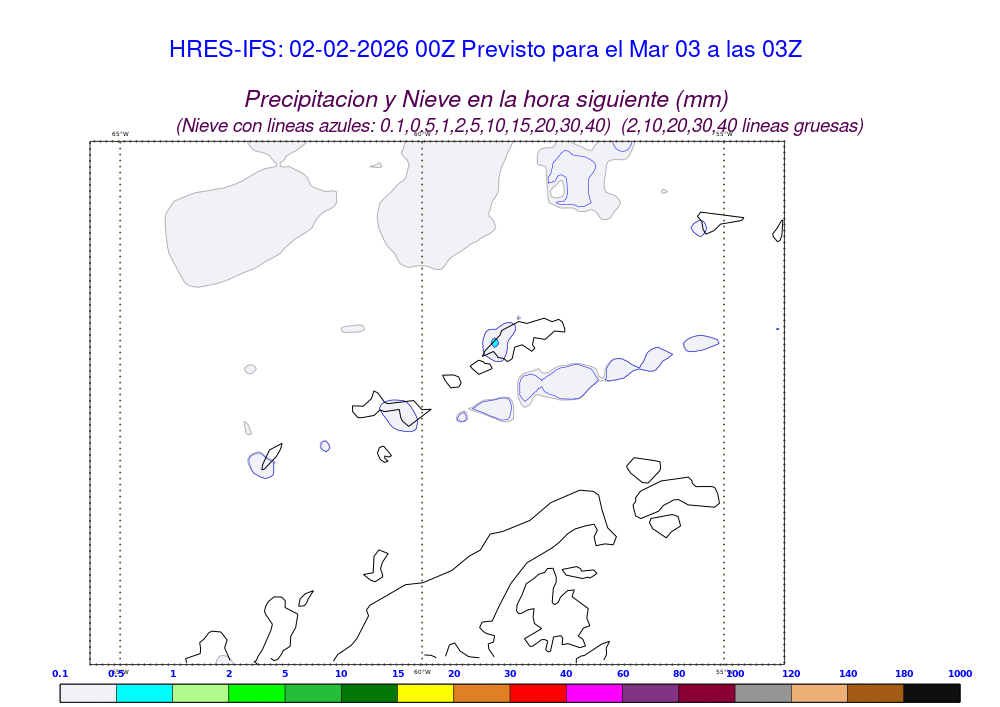 HRES-IFS: 02-02-2026 00Z Previsto para el Mar 03 a las 03Z
Precipitacion y Nieve en la hora siguiente (mm)
(Nieve con lineas azules: 0.1,0.5,1,2,5,10,15,20,30,40)  (2,10,20,30,40 lineas gruesas)
65°W 60°W 55°W
65°W 60°W 55°W
0.1 0.5 1 2 5 10 15 20 30 40 60 80 100 120 140 180 1000